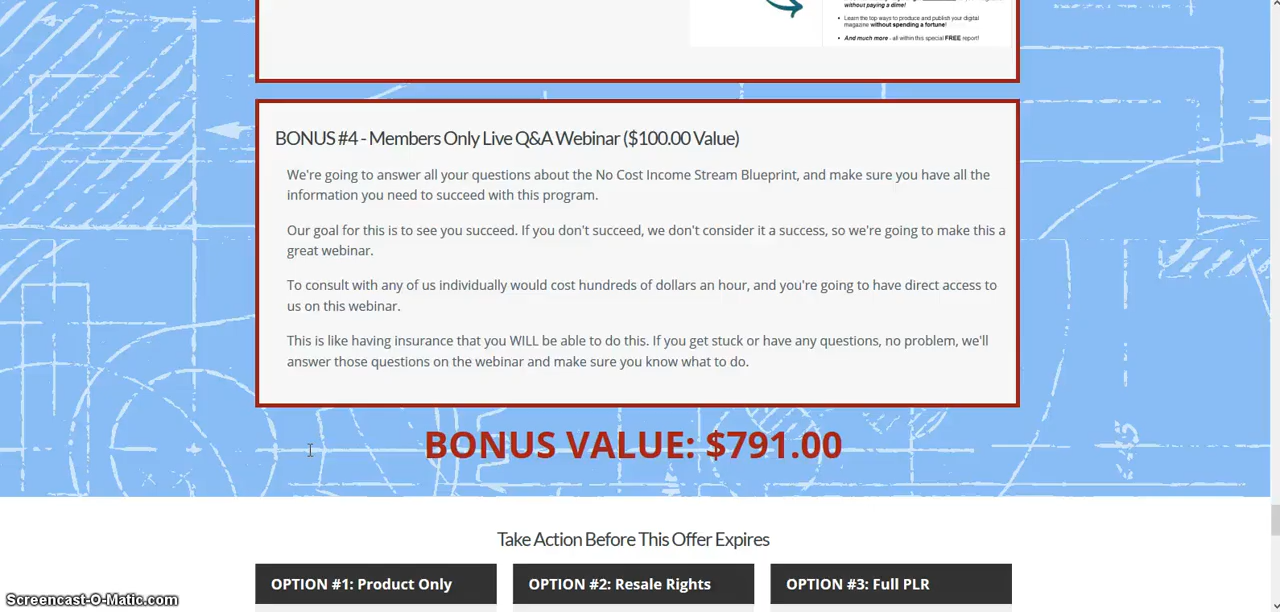 without paying a dime!
• Learn the top ways to produce and publish your digital
magazine without spending a fortune!
• And much more - all within this special FREE report!
BONUS #4 - Members Only Live Q&A Webinar ($100.00 Value)
We're going to answer all your questions about the No Cost Income Stream Blueprint, and make sure you have all the
information you need to succeed with this program.
Our goal for this is to see you succeed. If you don't succeed, we don't consider it a success, so we're going to make this a
great webinar.
To consult with any of us individually would cost hundreds of dollars an hour, and you're going to have direct access to
us on this webinar.
This is like having insurance that you WILL be able to do this. If you get stuck or have any questions, no problem, we'll
answer those questions on the webinar and make sure you know what to do.
BONUS VALUE: $791.00
Take Action Before This Offer Expires
OPTION #1: Product Only
OPTION #2: Resale Rights
OPTION #3: Full PLR
Screencast-O-Matic.com